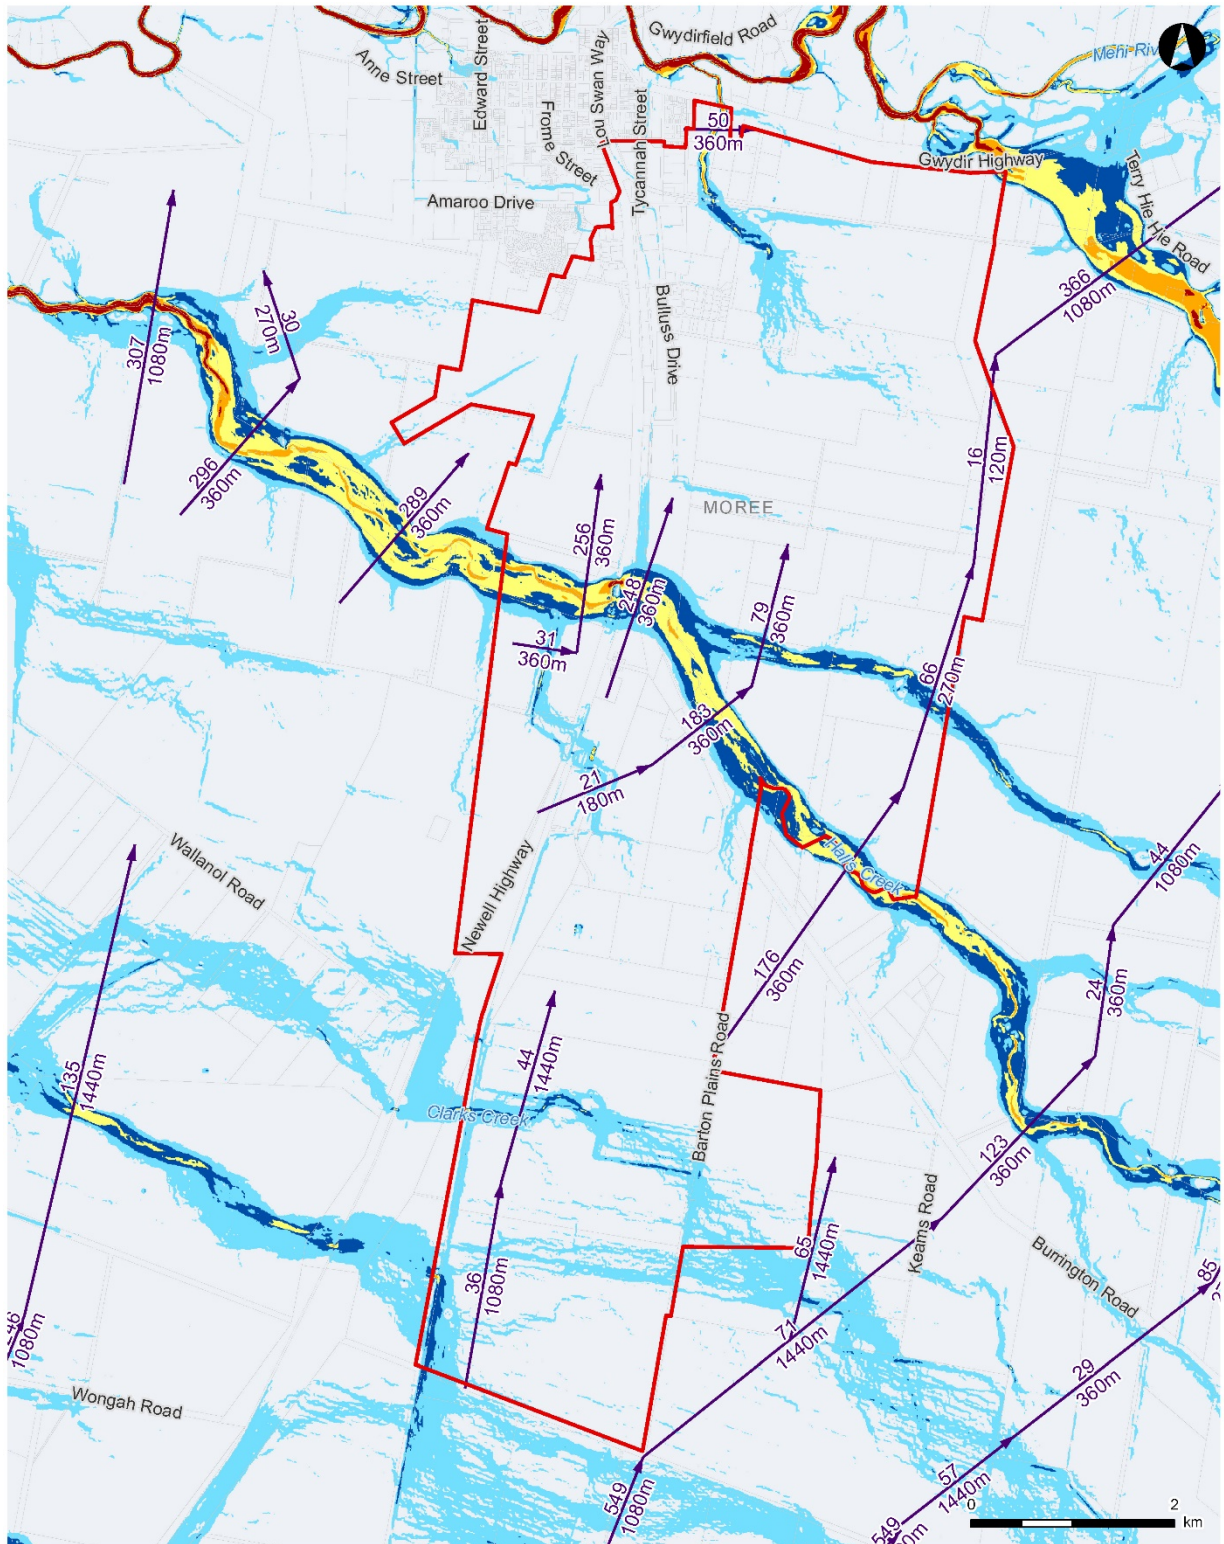 Gwydirfield Road
Mehi Riv
Anne Street
Edward Street
Lou Swan Way
Frome Street
Tycannah Street
50
360m
Gwydir Highway
Terry Hie Hie Road
Amaroo Drive
366
1080m
30
270m
307
1080m
Bulluss Drive
16
120m
296
360m
289
360m
MOREE
256
360m
248
360m
79
360m
31
360m
66
270m
183
360m
21
180m
Halls Creek
44
1080m
Wallanol Road
Newell Highway
176
360m
24
360m
135
1440m
44
1440m
Clarks Creek
Barton Plains Road
123
360m
Keams Road
65
1440m
36
1080m
Burrington Road
85
246
1080m
71
1440m
29
360m
Wongah Road
549
1080m
57
1440m
549
0 2
km